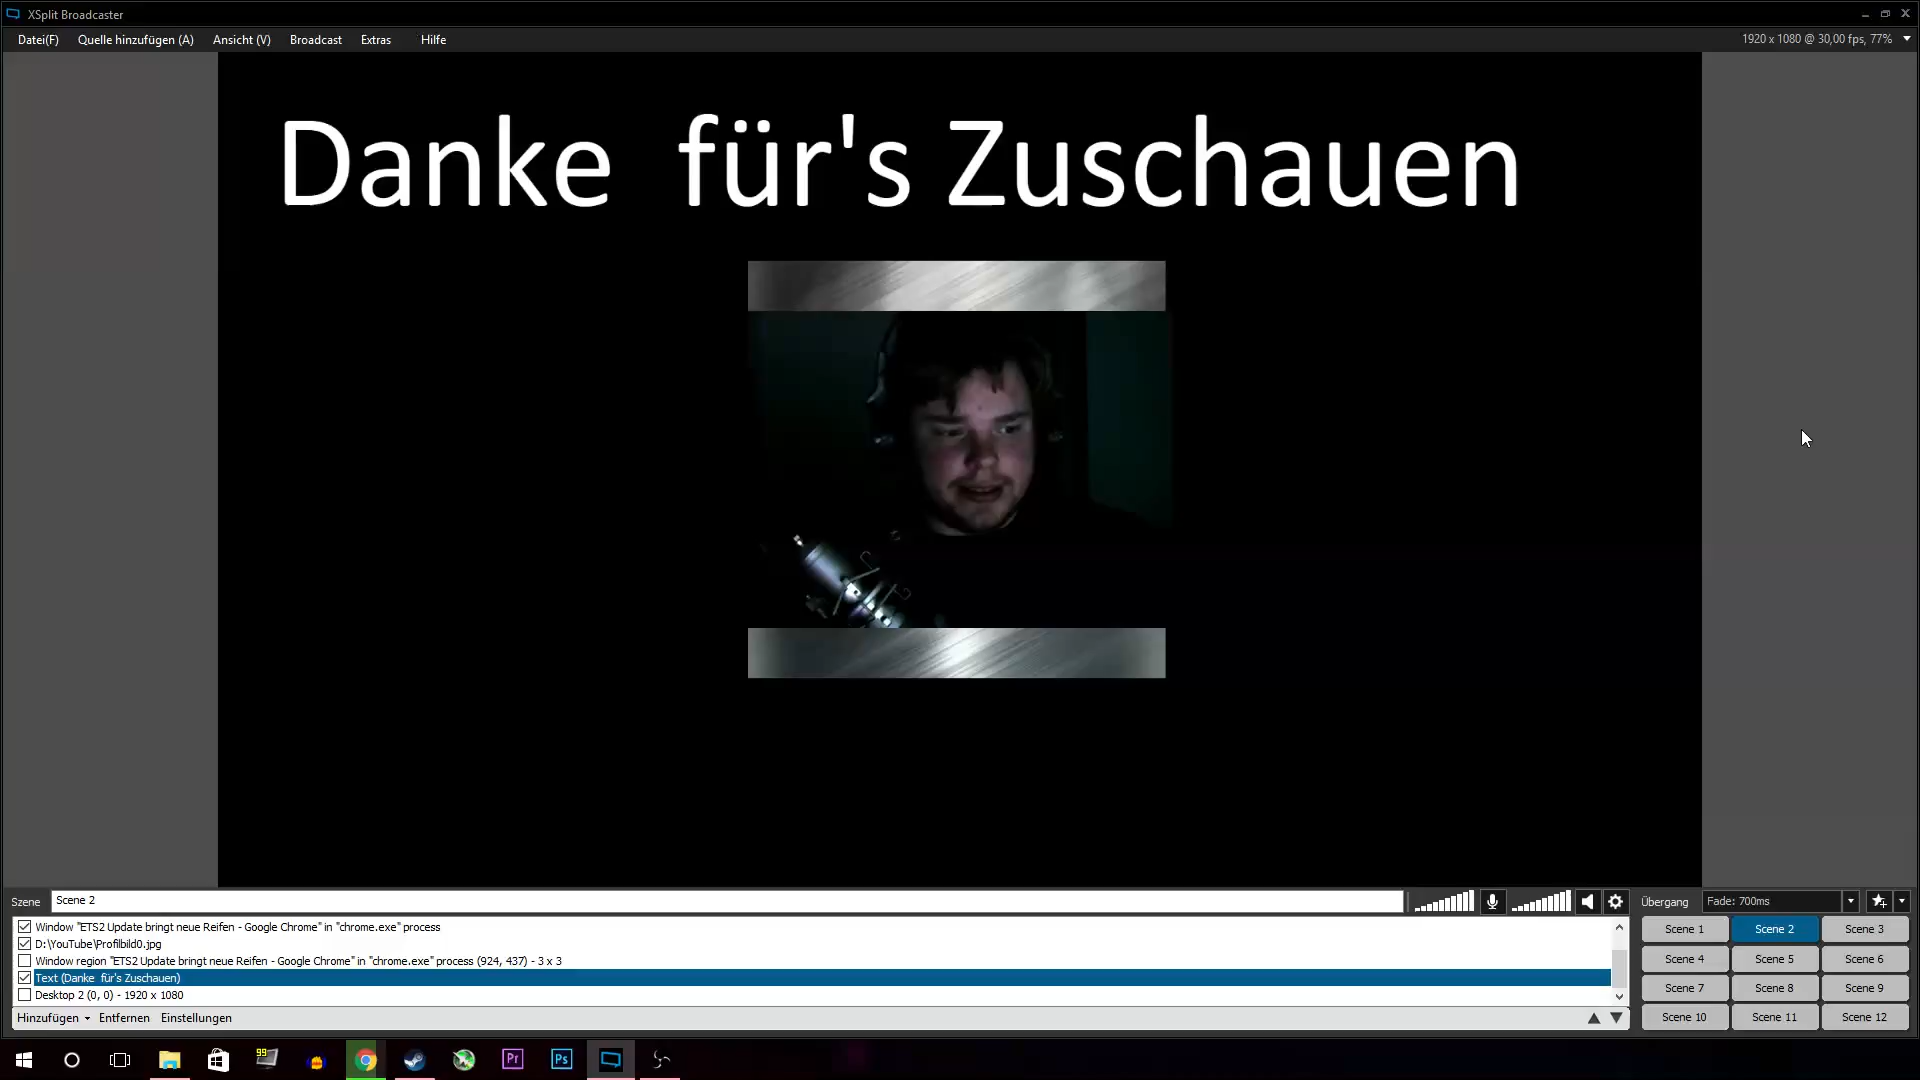 XSplit Broadcaster
Datei(F) Quelle hinzufügen (A) Ansicht (V) Broadcast Extras Hilfe 1920 x 1080 @ 30,00 fps, 77%
Danke  für's Zuschauen
Szene Scene 2 Übergang Fade: 700ms
Window "ETS2 Update bringt neue Reifen - Google Chrome" in "chrome.exe" process
D:\YouTube\Profilbild0.jpg
Window region "ETS2 Update bringt neue Reifen - Google Chrome" in "chrome.exe" process (924, 437) - 3 x 3
Text (Danke  für's Zuschauen)
Desktop 2 (0, 0) - 1920 x 1080
Hinzufügen Entfernen Einstellungen
Scene 1 Scene 2 Scene 3
Scene 4 Scene 5 Scene 6
Scene 7 Scene 8 Scene 9
Scene 10 Scene 11 Scene 12
99 Pr Ps